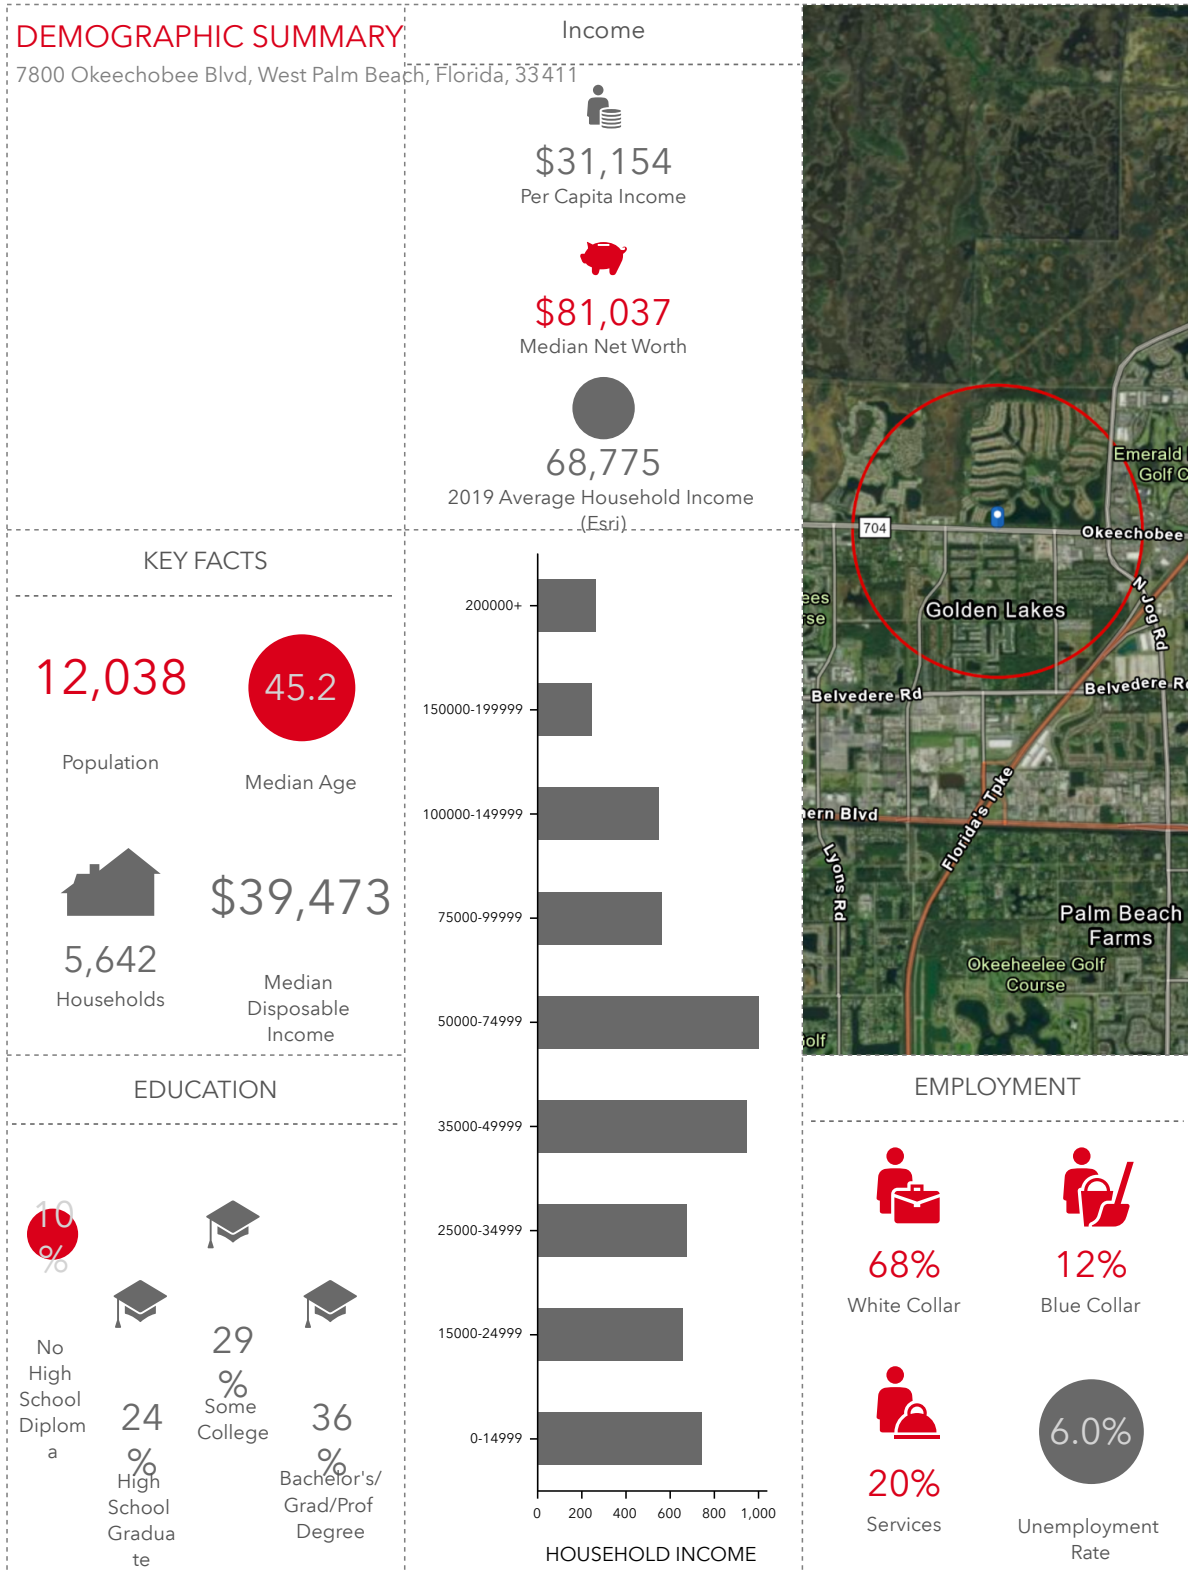 DEMOGRAPHIC SUMMARY
7800 Okeechobee Blvd, West Palm Beach, Florida, 33411
Income
$31,154
Per Capita Income
$81,037
Median Net Worth
68,775
2019 Average Household Income
(Esri)
KEY FACTS
12,038
Population
45.2
Median Age
5,642
Households
$39,473
Median
Disposable
Income
EDUCATION
10
%
No
High
School
Diplom
a
24
%
High
School
Gradua
te
29
%
Some
College
36
%
Bachelor's/
Grad/Prof
Degree
200000+
150000-199999
100000-149999
75000-99999
50000-74999
35000-49999
25000-34999
15000-24999
0-14999
0 200 400 600 800 1,000
HOUSEHOLD INCOME
Emerald
Golf C
704
Okeechobee
ees
rse
Golden Lakes
N Jog Rd
Belvedere Rd
Belvedere Rd
Florida's Tpke
ern Blvd
Lyons Rd
Palm Beach
Farms
Okeeheelee Golf
Course
olf
EMPLOYMENT
68%
White Collar
12%
Blue Collar
20%
Services
6.0%
Unemployment
Rate